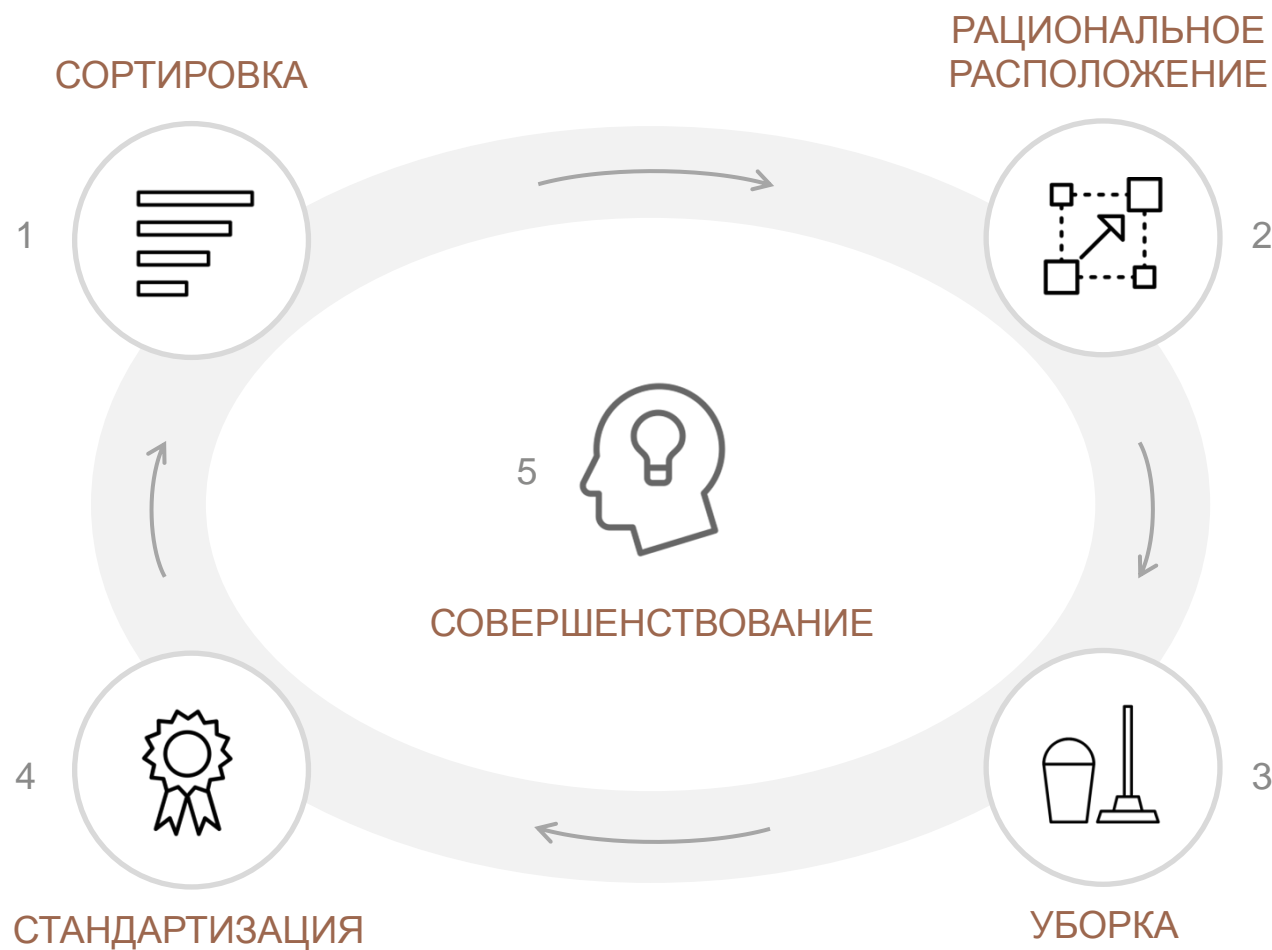 СОРТИРОВКА
РАЦИОНАЛЬНОЕ
РАСПОЛОЖЕНИЕ
1
2
5
СОВЕРШЕНСТВОВАНИЕ
4
3
СТАНДАРТИЗАЦИЯ
УБОРКА